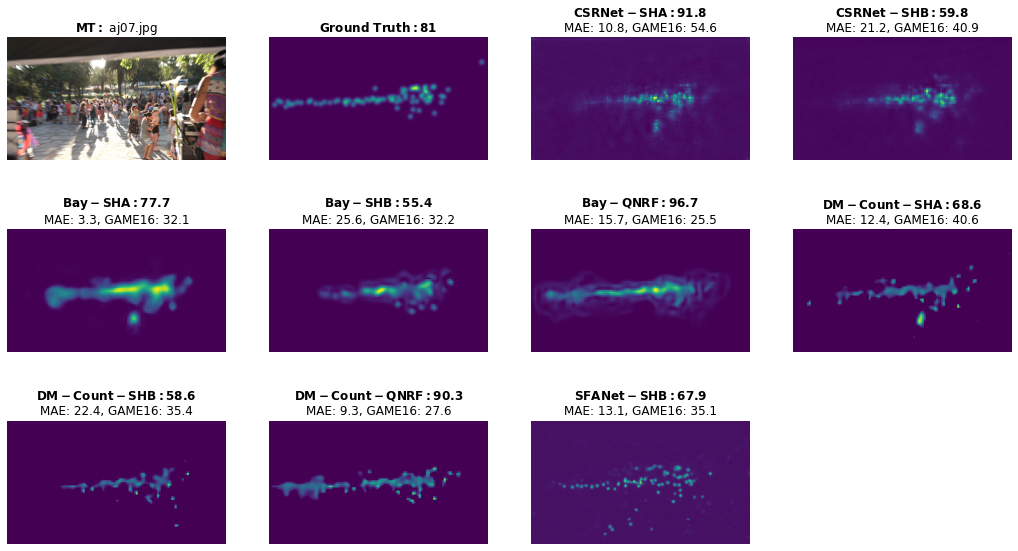 MT: aj07.jpg
Ground Truth:81
CSRNet-SHA:91.8
MAE: 10.8, GAME16: 54.6
CSRNet-SHB:59.8
MAE: 21.2, GAME16: 40.9
Bay-SHA:77.7
MAE: 3.3, GAME16: 32.1
Bay-SHB:55.4
MAE: 25.6, GAME16: 32.2
Bay-QNRF:96.7
MAE: 15.7, GAME16: 25.5
DM-Count-SHA:68.6
MAE: 12.4, GAME16: 40.6
DM-Count-SHB:58.6
MAE: 22.4, GAME16: 35.4
DM-Count-QNRF:90.3
MAE: 9.3, GAME16: 27.6
SFANet-SHB:67.9
MAE: 13.1, GAME16: 35.1